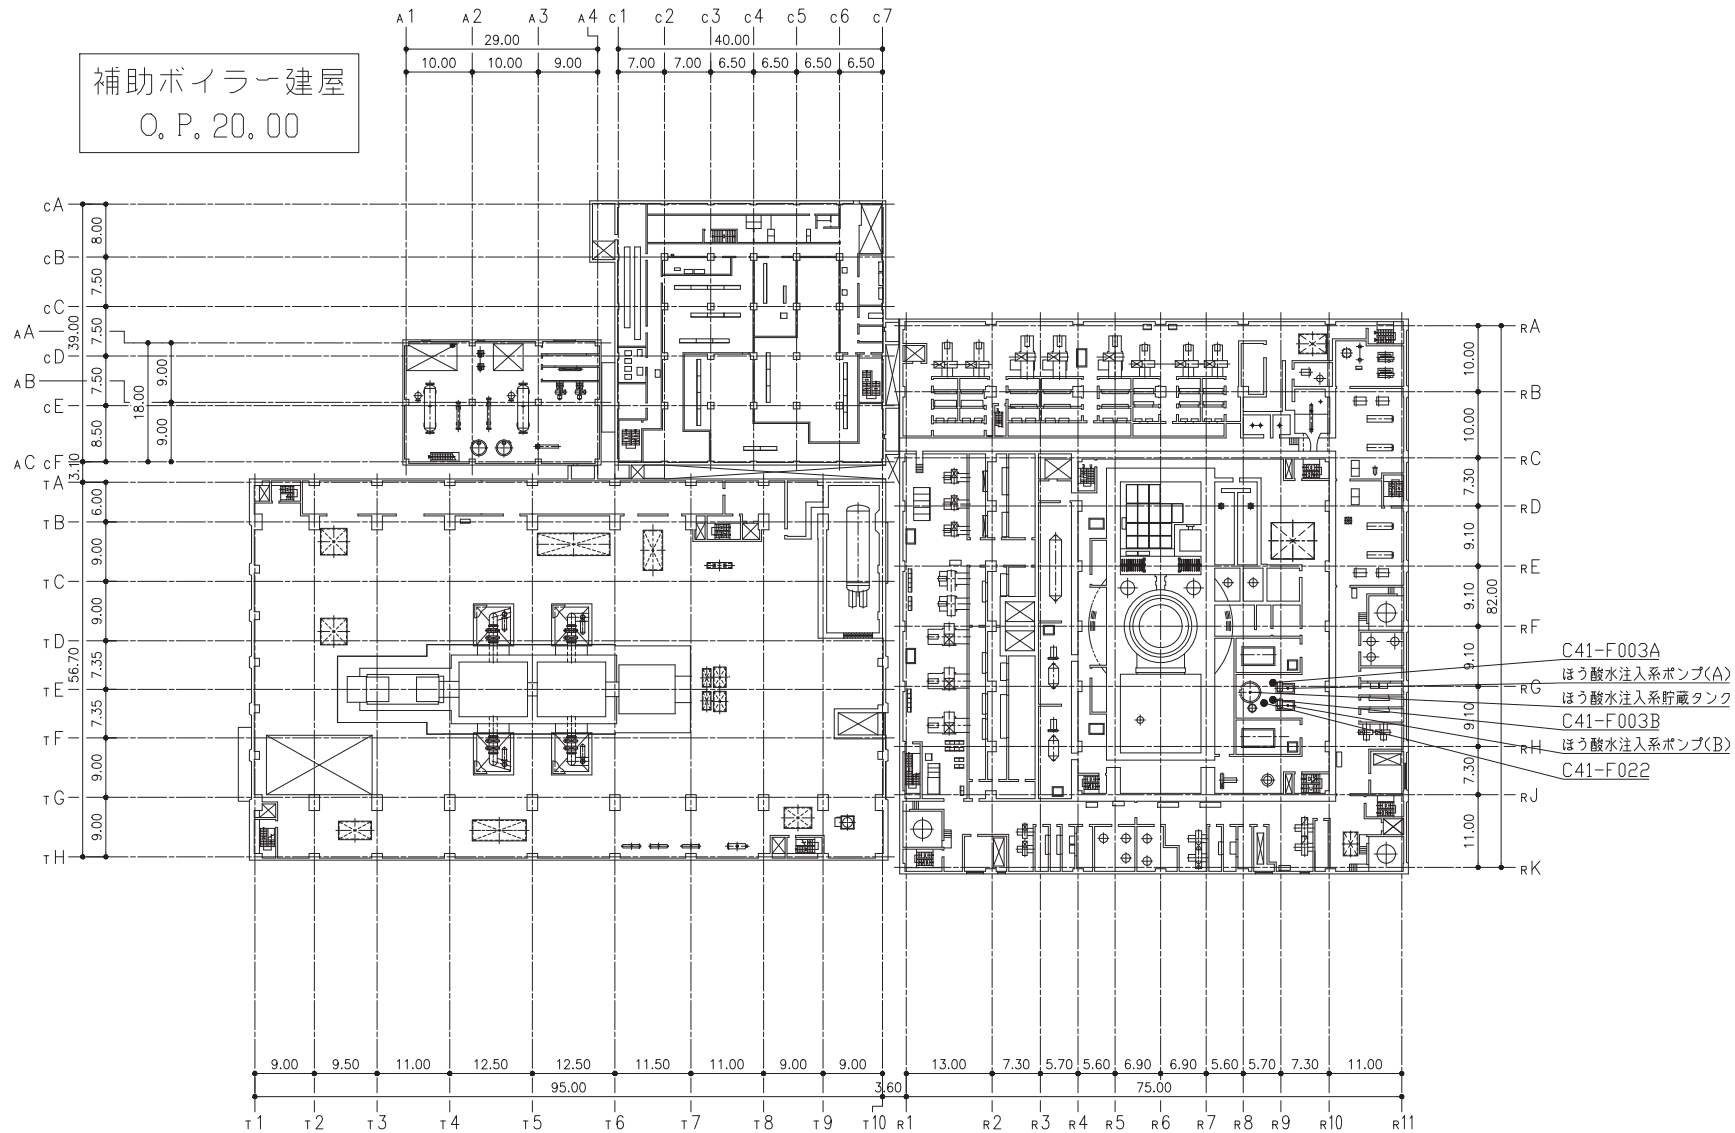 A1 A2 A3 A4 C1 C2 C3 C4 C5 C6 C7
29.00 40.00
10.00 10.00 9.00 7.00 7.00 6.50 6.50 6.50 6.50
補助ボイラー建屋
O. P. 20. 00
CA
8.00
CB
7.50
CC
39.00
7.50
AA
CD
18.00
9.00
7.50
AB
CE
9.00
8.50
AC CF
3.10
TA
6.00
TB
9.00
TC
9.00
TD
56.70
7.35
TE
7.35
TF
9.00
TG
9.00
TH
RA
10.00
RB
10.00
RC
7.30
RD
9.10
RE
9.10
82.00
RF
9.10
RG
9.10
RH
7.30
RJ
11.00
RK
C41-F003A
ほう酸水注入系ポンプ(A)
ほう酸水注入系貯蔵タンク
C41-F003B
ほう酸水注入系ポンプ(B)
C41-F022
9.00 9.50 11.00 12.50 12.50 11.50 11.00 9.00 9.00 13.00 7.30 5.70 5.60 6.90 6.90 5.60 5.70 7.30 11.00
95.00 3.60 75.00
T1 T2 T3 T4 T5 T6 T7 T8 T9 T10 R1 R2 R3 R4 R5 R6 R7 R8 R9 R10 R11